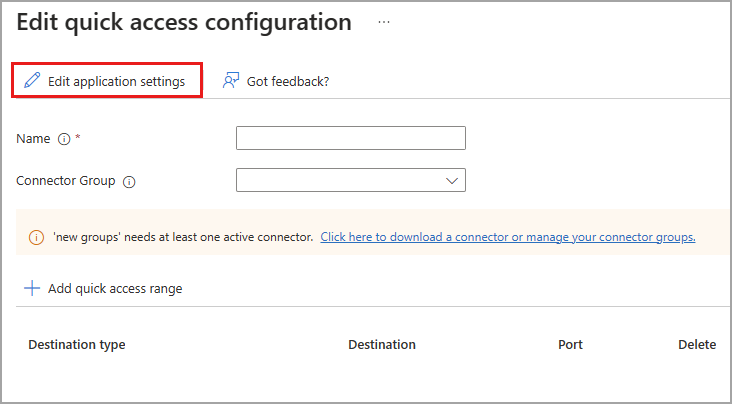 Edit quick access configuration ...
Edit application settings Got feedback?
Name *
Connector Group
'new groups' needs at least one active connector. Click here to download a connector or manage your connector groups.
Add quick access range
Destination type Destination Port Delete